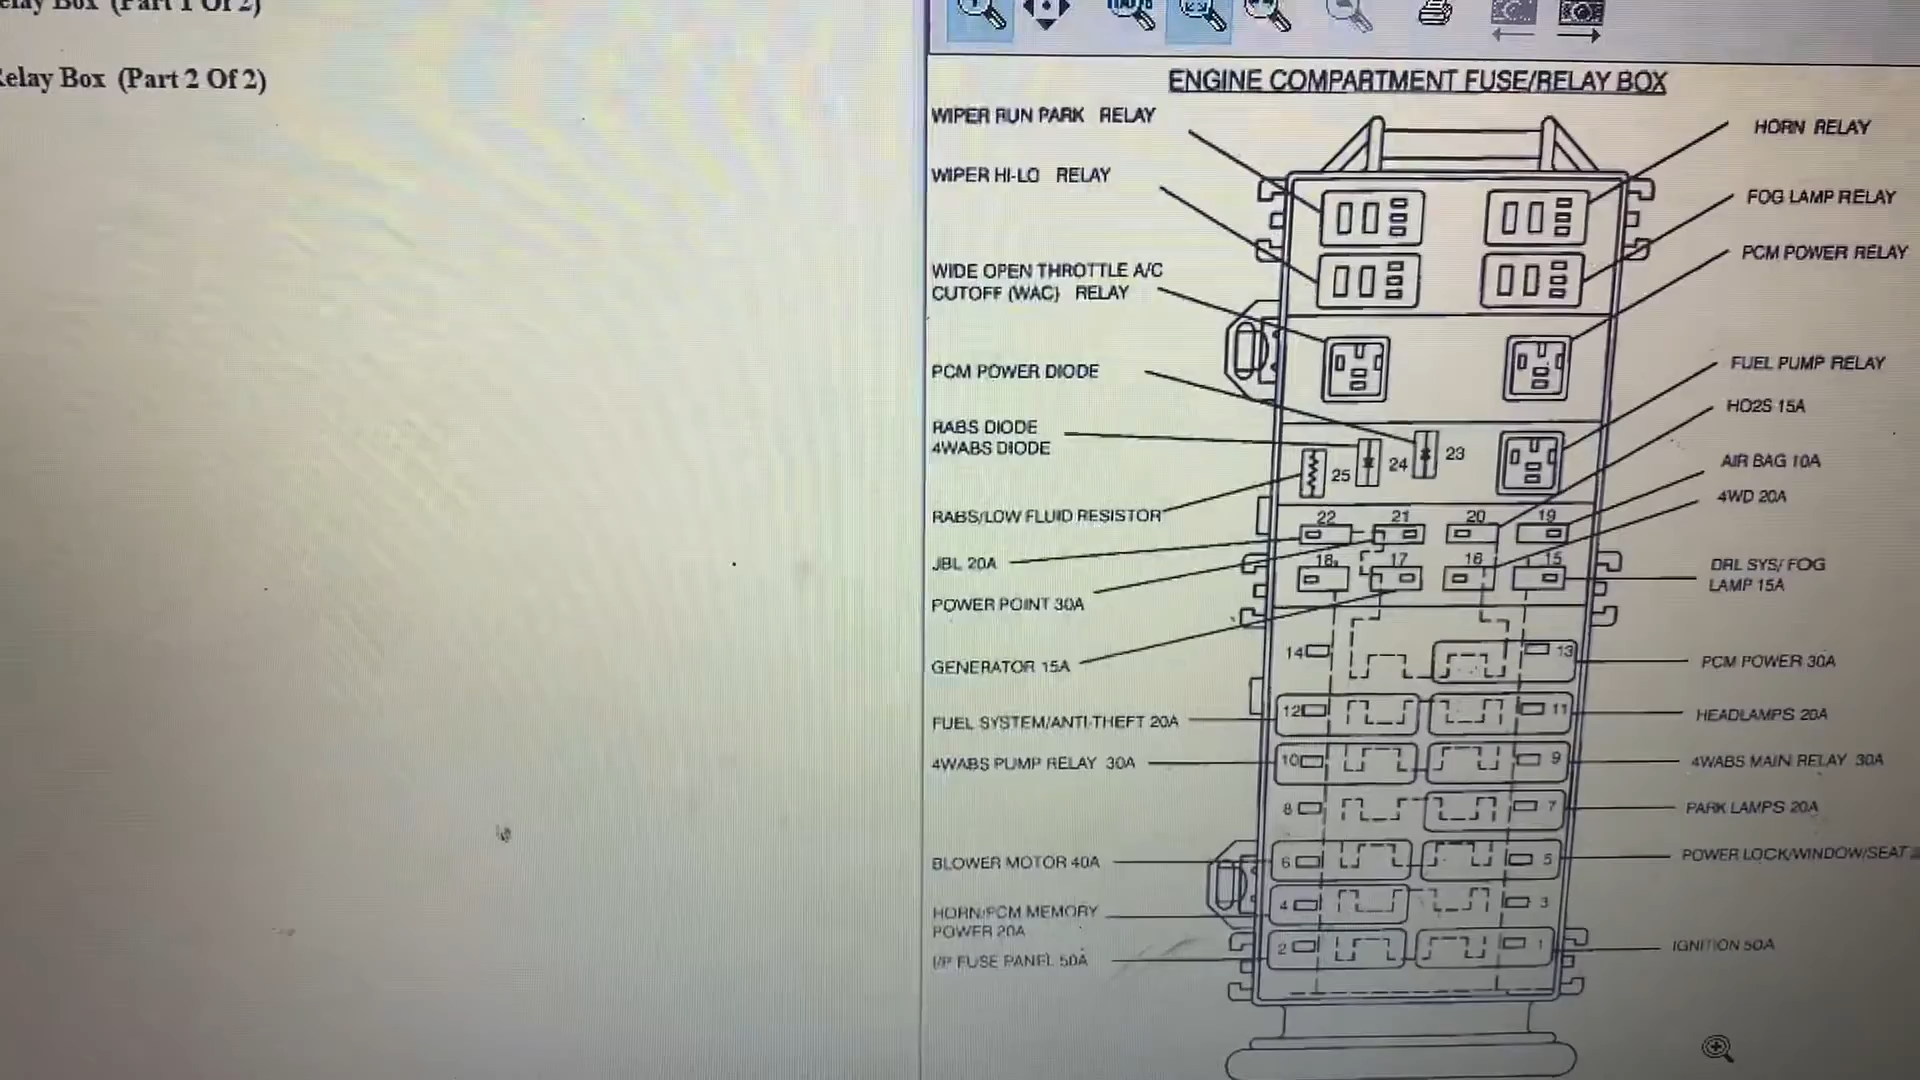 Relay Box (Part 1 Of 2)
Relay Box (Part 2 Of 2)
ENGINE COMPARTMENT FUSE/RELAY BOX
WIPER RUN PARK RELAY
HORN RELAY
WIPER HI-LO RELAY
FOG LAMP RELAY
PCM POWER RELAY
WIDE OPEN THROTTLE A/C
CUTOFF (WAC) RELAY
PCM POWER DIODE
FUEL PUMP RELAY
HO2S 15A
RABS DIODE
4WABS DIODE
25
24
23
AIR BAG 10A
4WD 20A
RABS/LOW FLUID RESISTOR
22
21
20
19
JBL 20A
18
17
16
15
DRL SYS/ FOG
LAMP 15A
POWER POINT 30A
GENERATOR 15A
14
13
PCM POWER 30A
FUEL SYSTEM/ANTI-THEFT 20A
12
11
HEADLAMPS 20A
4WABS PUMP RELAY 30A
10
9
4WABS MAIN RELAY 30A
8
7
PARK LAMPS 20A
BLOWER MOTOR 40A
6
5
POWER LOCK/WINDOW/SEAT
HORN/PCM MEMORY
POWER 20A
4
3
I/P FUSE PANEL 50A
2
1
IGNITION 50A